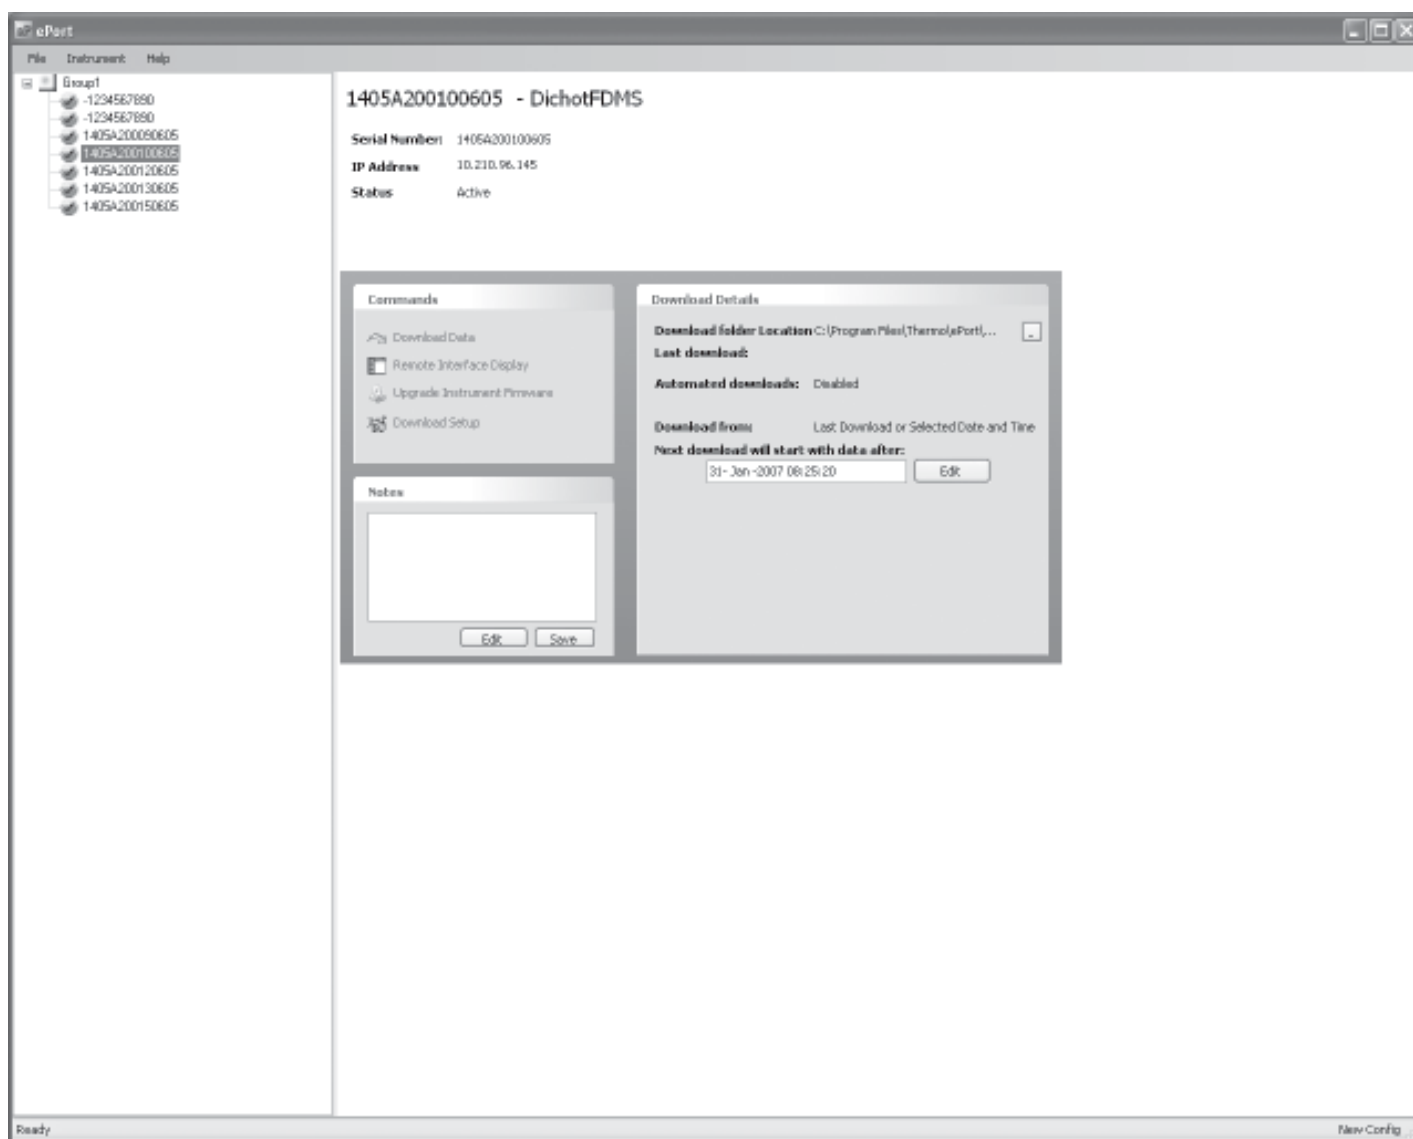 ePort
File Instrument Help
Group1
-1234567890
-1234567890
1405A200090605
1405A200100605
1405A200120605
1405A200130605
1405A200150605
1405A200100605 - DichotFDMS
Serial Number: 1405A200100605
IP Address 10.210.96.145
Status Active
Commands
Download Data
Remote Interface Display
Upgrade Instrument Firmware
Download Setup
Notes
Edit Save
Download Details
Download folder Location C:\Program Files\Thermo\ePort\,...
Last download:
Automated downloads: Disabled
Download from: Last Download or Selected Date and Time
Next download will start with data after:
31- Jan -2007 08:25:20 Edit
Ready New Config